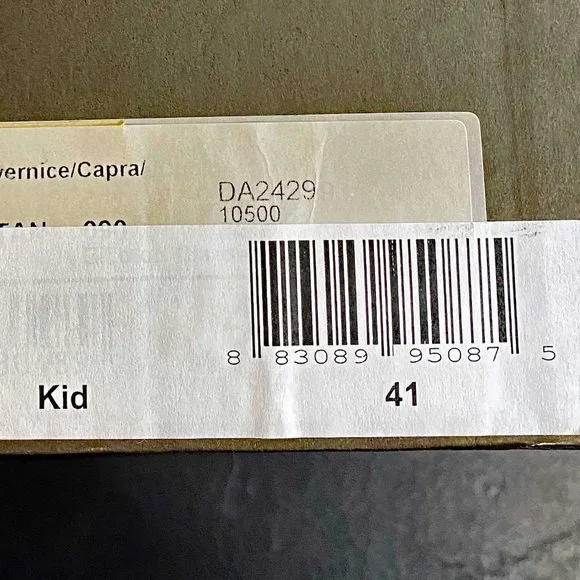 vernice/Capra/
DA2429
10500
8 83089 95087 5
Kid 41